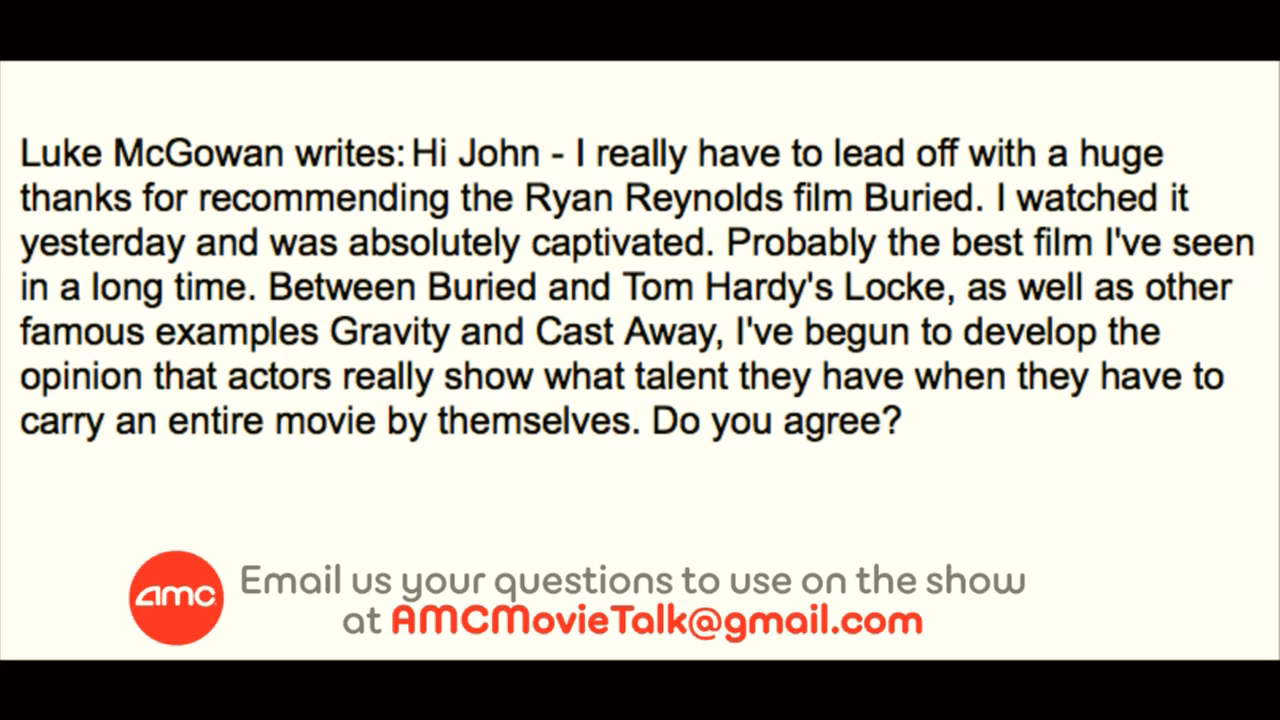 Luke McGowan writes: Hi John - I really have to lead off with a huge
thanks for recommending the Ryan Reynolds film Buried. I watched it
yesterday and was absolutely captivated. Probably the best film I've seen
in a long time. Between Buried and Tom Hardy's Locke, as well as other
famous examples Gravity and Cast Away, I've begun to develop the
opinion that actors really show what talent they have when they have to
carry an entire movie by themselves. Do you agree?
amc
Email us your questions to use on the show
at AMCMovieTalk@gmail.com